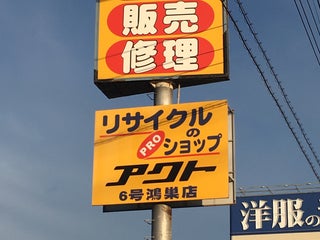 販売
修理
リサイクルの
PRO ショップ
アクト
6号鴻巣店
洋服の